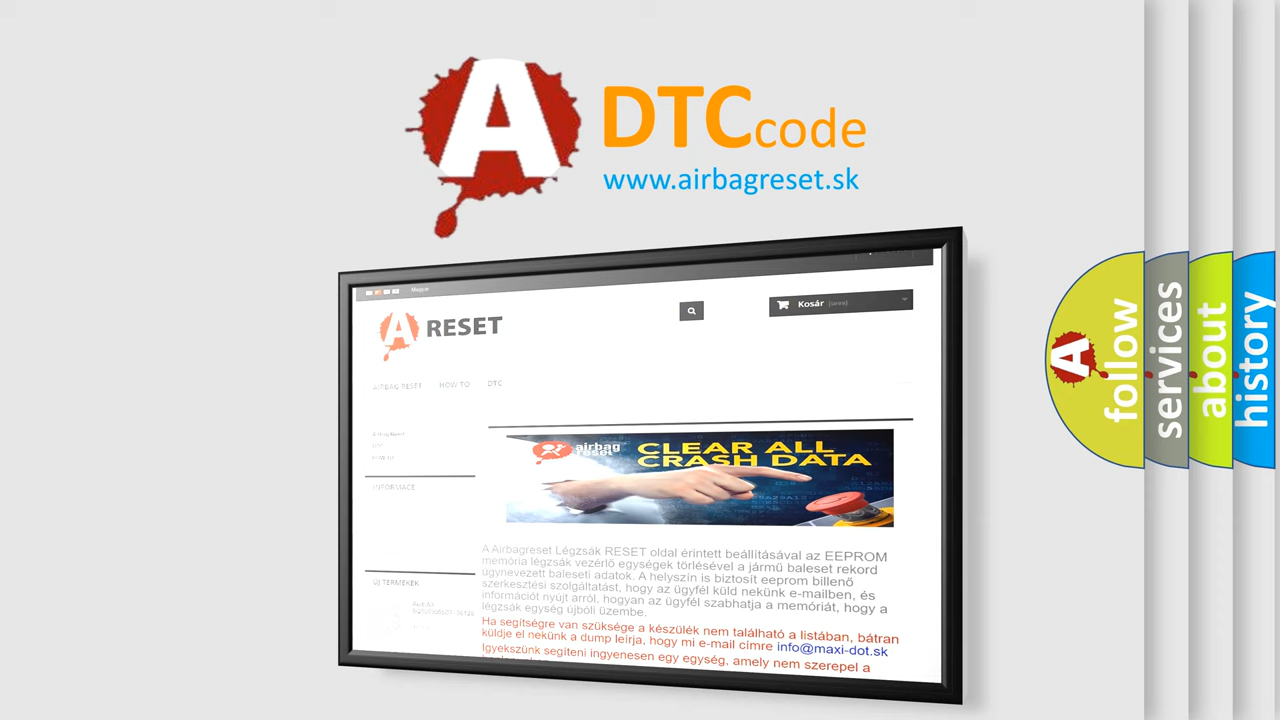 A
DTC code
www.airbagreset.sk
Magyar
Kosár (üres)
A RESET
AIRBAG RESET HOW TO DTC
airbag
reset
CLEAR ALL
CRASH DATA
INFORMACE
A Airbagreset Légzsák RESET oldal érintett beállításával az EEPROM
memória légzsák vezérlő egységek törlésével a jármű baleset rekord
úgynevezett baleseti adatok. A helyszín is biztosít eeprom billenő
szerkesztési szolgáltatást, hogy az ügyfél küld nekünk e-mailben, és
információt nyújt arról, hogyan az ügyfél szabhatja a memóriát, hogy a
légzsák egység újbóli üzembe.
Ha segítségre van szüksége a készülék nem található a listában, bátran
küldje el nekünk a dump leírja, hogy mi e-mail címre info@maxi-dot.sk
Igyekszünk segíteni ingyenesen egy egység, amely nem szerepel a
ÚJ TERMÉKEK
A
follow
services
about
history